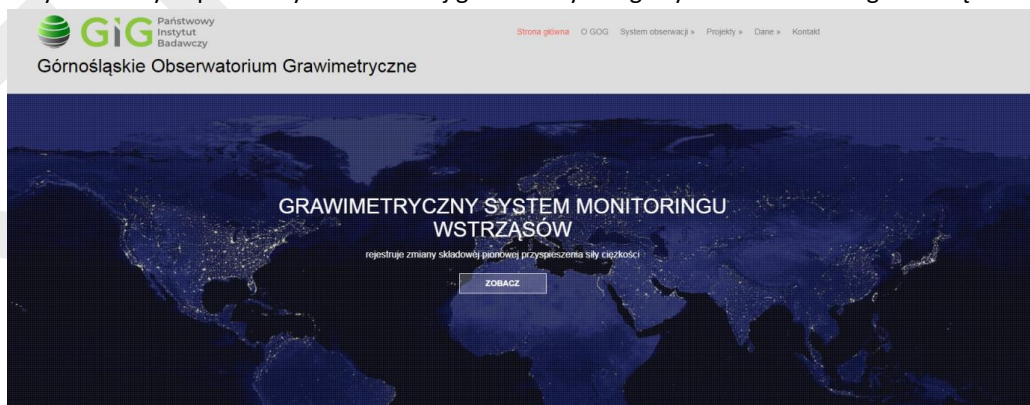 GiG Państwowy
Instytut
Badawczy
Strona główna O GOG System obserwacji » Projekty » Dane » Kontakt
Górnośląskie Obserwatorium Grawimetryczne
GRAWIMETRYCZNY SYSTEM MONITORINGU
WSTRZĄSÓW
rejestruje zmiany składowej pionowej przyspieszenia siły ciężkości
ZOBACZ